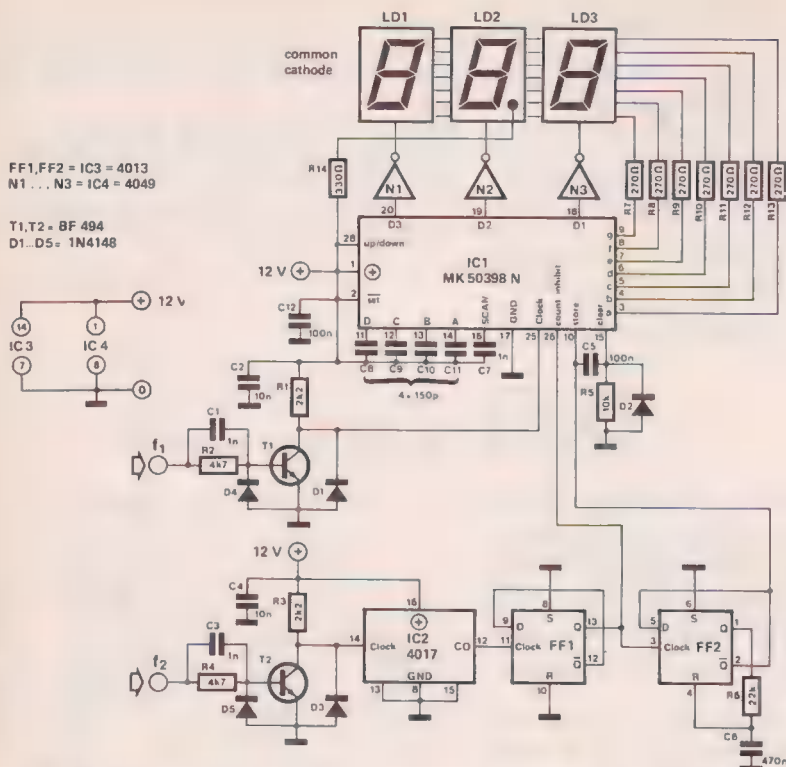 LD1 LD2 LD3
common
cathode
FF1,FF2 = IC3 = 4013
N1 ... N3 = IC4 = 4049
T1,T2 = BF 494
D1...D5 = 1N4148
R14
330Ω
N1 N2 N3
20 19 18
D3 D2 D1
R7 R8 R9 R10 R11 R12 R13
270Ω 270Ω 270Ω 270Ω 270Ω 270Ω 270Ω
28 up/down
12 V
1
2 set
IC1
MK 50398 N
g 9
f 8
e 7
d 6
c 5
b 4
a 3
12 V
14 1
IC 3 IC 4
7 8
0
C12
100n
D C B A SCAN GND Clock count inhibit store clear
11 12 13 14 16 17 25 26 10 15
C8 C9 C10 C11 C7
1n
4 × 150p
C5
100n
R5
10k
D2
C2
10n
R1
2k2
C1
1n
f1
R2
4k7
T1
D4
D1
12 V
C4
10n
R3
2k2
C3
1n
f2
R4
4k7
T2
D5
D3
16
14 Clock
IC2
4017
CO 12
GND
13 8 15
8
S
9 D
Q 13
11 Clock
FF1
Q 12
R
10
6
S
5 D
Q 1
3 Clock
FF2
Q 2
R
4
R6
22k
C6
470n